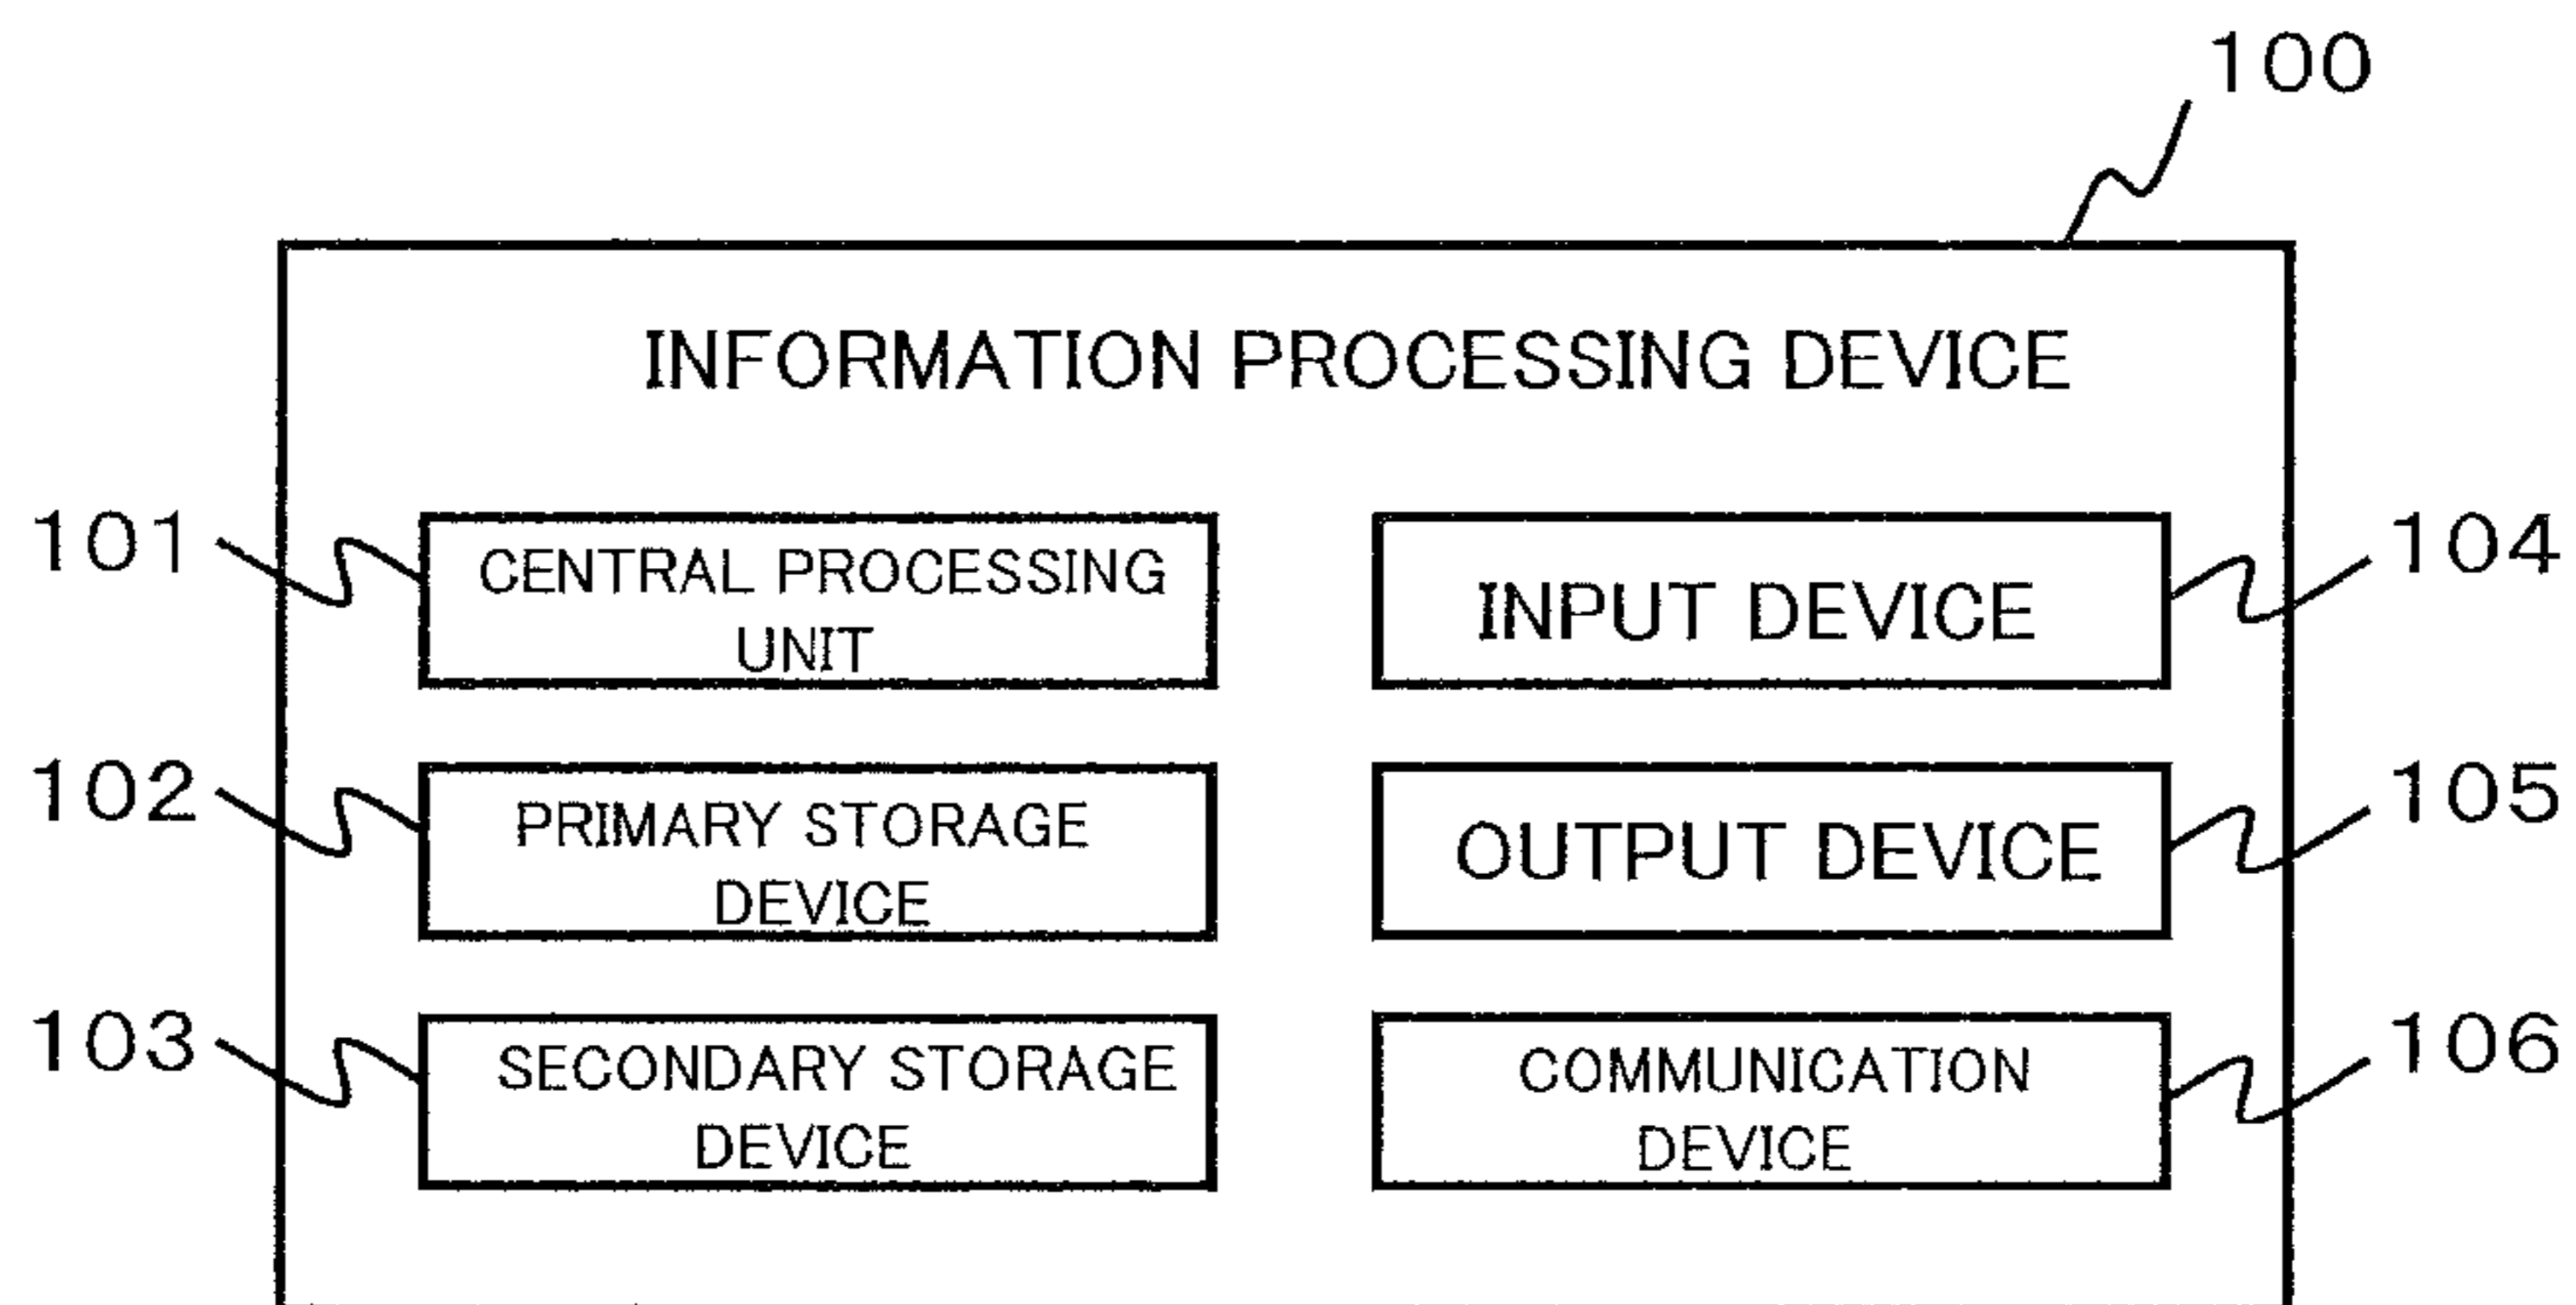 100
INFORMATION PROCESSING DEVICE
101
CENTRAL PROCESSING
UNIT
102
PRIMARY STORAGE
DEVICE
103
SECONDARY STORAGE
DEVICE
INPUT DEVICE
104
OUTPUT DEVICE
105
COMMUNICATION
DEVICE
106